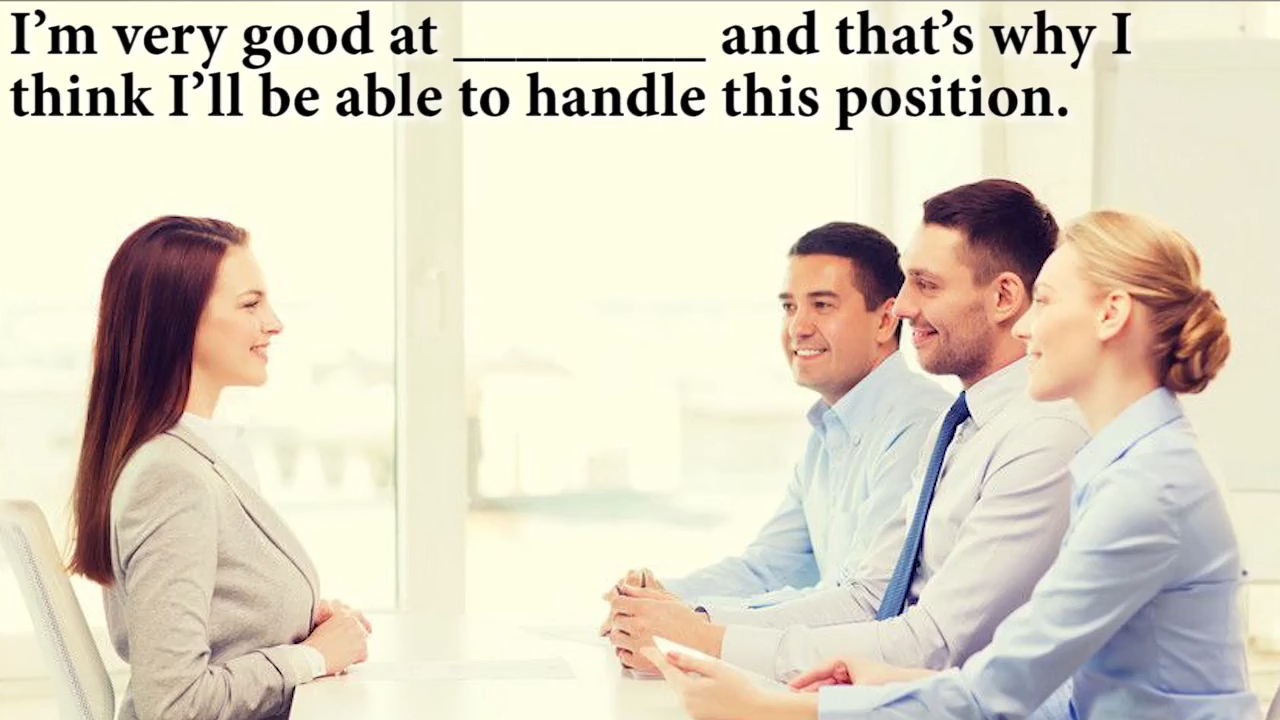 I’m very good at _________ and that’s why I
think I’ll be able to handle this position.